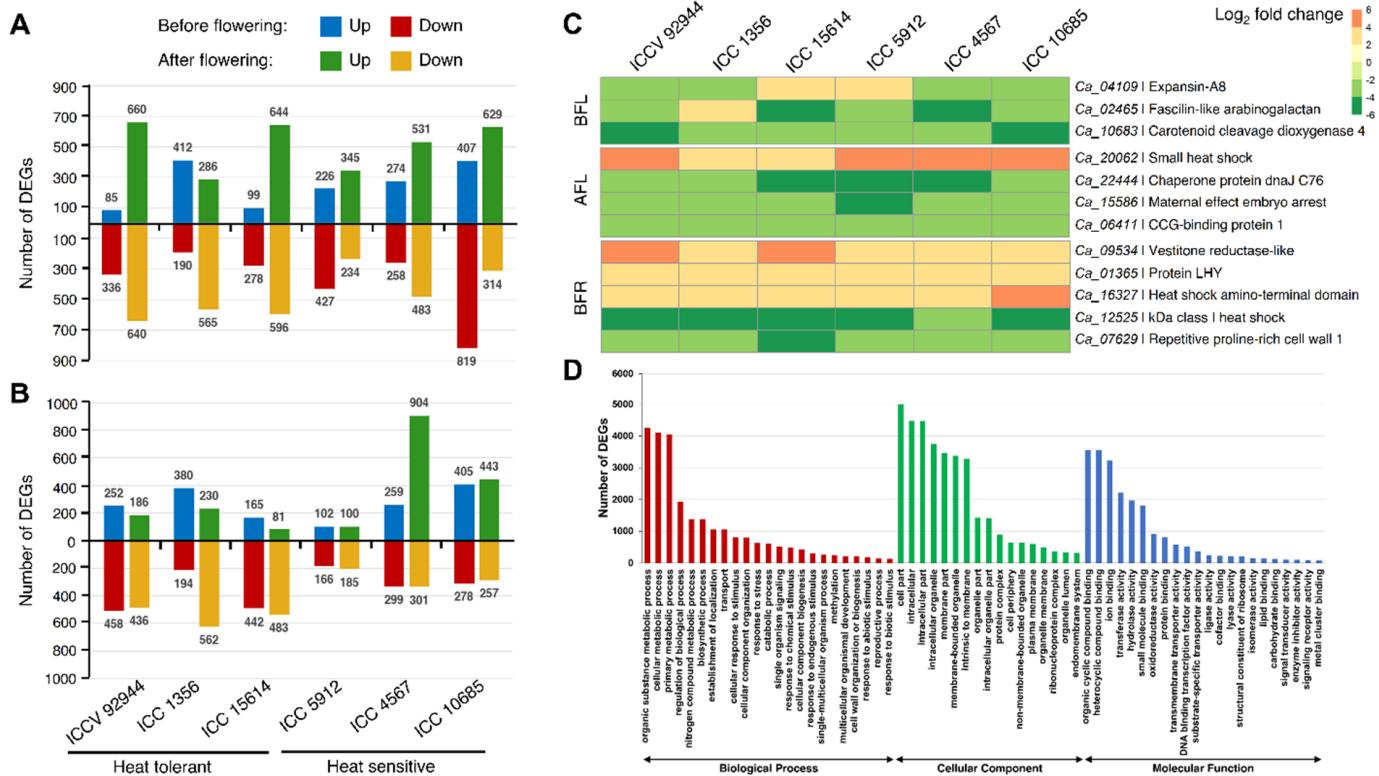 A
Before flowering: Up Down
After flowering: Up Down
Number of DEGs
900
700
500
300
100
100
300
500
700
900
85 660 412 286 99 644 226 345 274 531 407 629
336 640 190 565 278 596 427 234 258 483 819 314
B
Number of DEGs
1000
800
600
400
200
0
200
400
600
800
1000
252 186 380 230 165 81 102 100 259 904 405 443
458 436 194 562 442 483 166 185 299 301 278 257
ICCV 92944
ICC 1356
ICC 15614
ICC 5912
ICC 4567
ICC 10685
Heat tolerant
Heat sensitive
C
ICCV 92944
ICC 1356
ICC 15614
ICC 5912
ICC 4567
ICC 10685
Log2 fold change
6
4
2
0
-2
-4
-6
BFL
Ca_04109 | Expansin-A8
Ca_02465 | Fascilin-like arabinogalactan
Ca_10683 | Carotenoid cleavage dioxygenase 4
AFL
Ca_20062 | Small heat shock
Ca_22444 | Chaperone protein dnaJ C76
Ca_15586 | Maternal effect embryo arrest
Ca_06411 | CCG-binding protein 1
BFR
Ca_09534 | Vestitone reductase-like
Ca_01365 | Protein LHY
Ca_16327 | Heat shock amino-terminal domain
Ca_12525 | kDa class I heat shock
Ca_07629 | Repetitive proline-rich cell wall 1
D
Number of DEGs
6000
5000
4000
3000
2000
1000
0
organic substance metabolic process
cellular metabolic process
primary metabolic process
regulation of biological process
nitrogen compound metabolic process
biosynthetic process
establishment of localization
transport
cellular response to stimulus
cellular component organization
response to stress
catabolic process
single organism signaling
response to chemical stimulus
cellular component biogenesis
response to endogenous stimulus
single-multicellular organism process
methylation
multicellular organismal development
cell wall organization or biogenesis
response to abiotic stimulus
reproductive process
response to biotic stimulus
cell part
intracellular
intracellular part
intracellular organelle
membrane part
membrane-bounded organelle
intrinsic to membrane
organelle part
intracellular organelle part
protein complex
cell periphery
non-membrane-bounded organelle
plasma membrane
organelle membrane
ribonucleoprotein complex
organelle lumen
endomembrane system
organic cyclic compound binding
heterocyclic compound binding
ion binding
transferase activity
hydrolase activity
small molecule binding
oxidoreductase activity
protein binding
transmembrane transporter activity
DNA binding transcription factor activity
substrate-specific transporter activity
ligase activity
cofactor binding
lyase activity
structural constituent of ribosome
isomerase activity
lipid binding
carbohydrate binding
signal transducer activity
enzyme inhibitor activity
signaling receptor activity
metal cluster binding
Biological Process
Cellular Component
Molecular Function